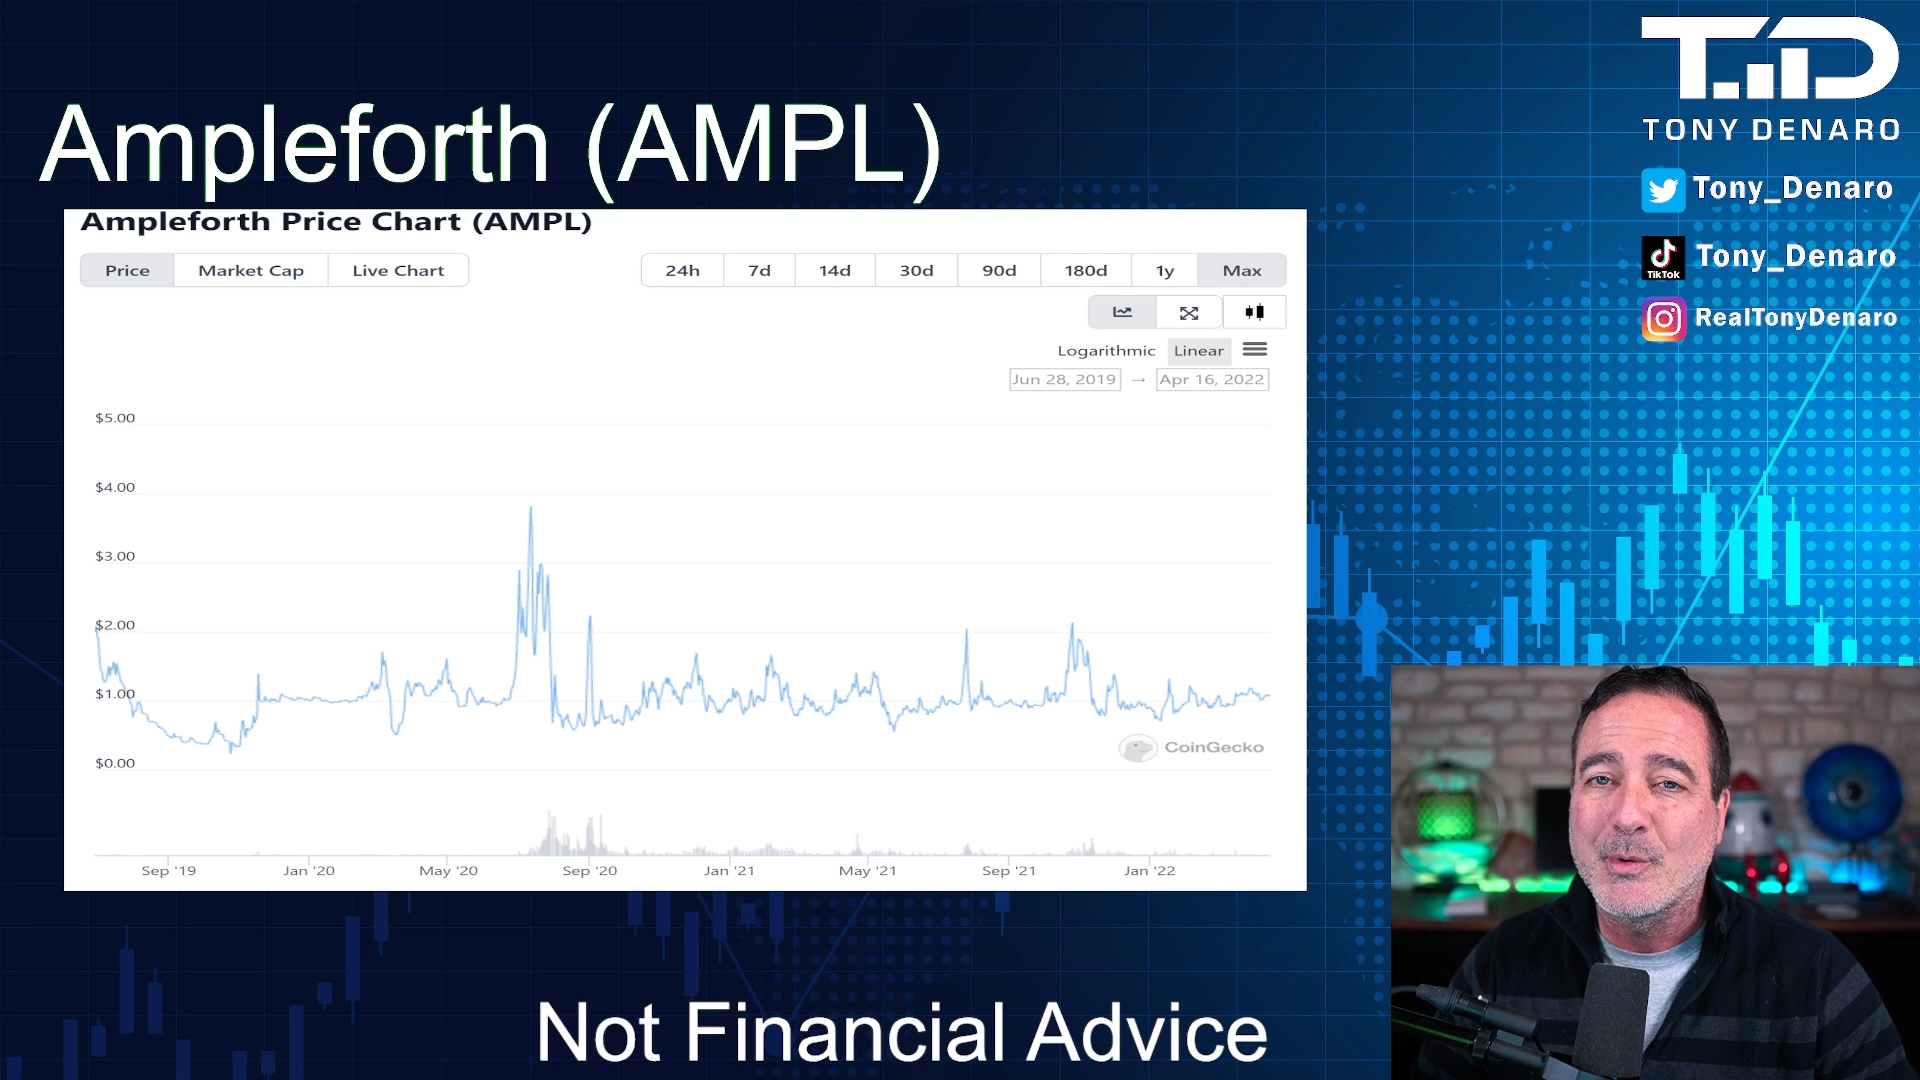 Ampleforth (AMPL)
Ampleforth Price Chart (AMPL)
Price Market Cap Live Chart
24h 7d 14d 30d 90d 180d 1y Max
Logarithmic Linear
Jun 28, 2019 → Apr 16, 2022
$5.00
$4.00
$3.00
$2.00
$1.00
$0.00
CoinGecko
Sep '19 Jan '20 May '20 Sep '20 Jan '21 May '21 Sep '21 Jan '22
Not Financial Advice
TD
TONY DENARO
Tony_Denaro
TikTok
Tony_Denaro
RealTonyDenaro